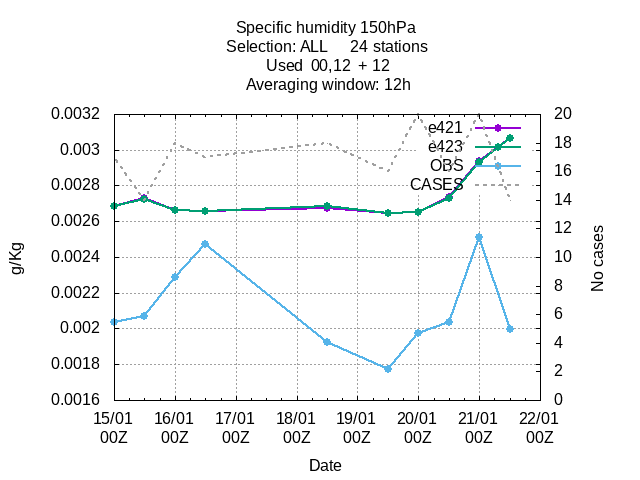 Specific humidity 150hPa
Selection: ALL     24 stations
Used  00,12  + 12
Averaging window: 12h
0.0032
0.003
0.0028
0.0026
0.0024
0.0022
0.002
0.0018
0.0016
g/Kg
e421
e423
OBS
CASES
20
18
16
14
12
10
8
6
4
2
0
No cases
15/01 16/01 17/01 18/01 19/01 20/01 21/01 22/01
00Z 00Z 00Z 00Z 00Z 00Z 00Z 00Z
Date